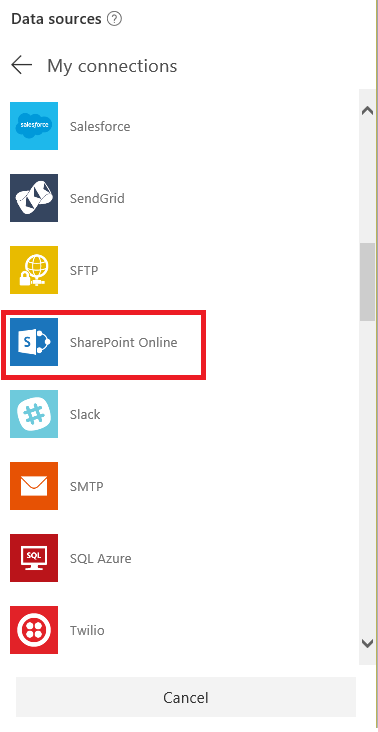 Data sources ?
My connections
salesforce
Salesforce
SendGrid
SFTP
S
SharePoint Online
Slack
SMTP
SQL
SQL Azure
Twilio
Cancel